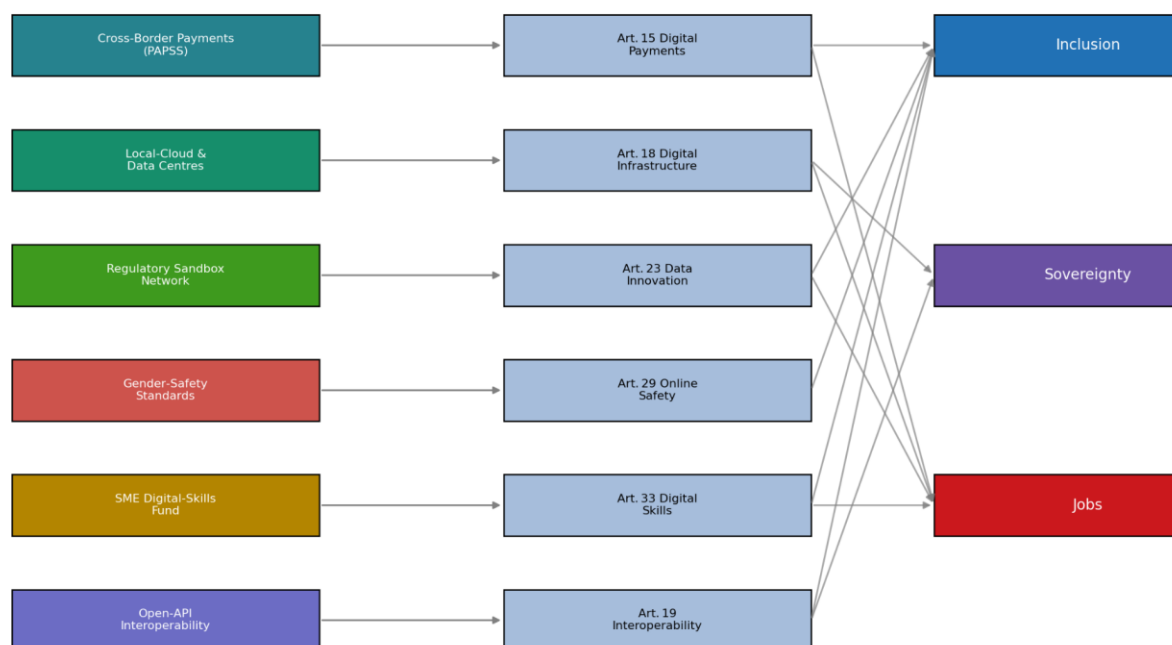 Cross-Border Payments
(PAPSS)
Art. 15 Digital
Payments
Inclusion
Local-Cloud &
Data Centres
Art. 18 Digital
Infrastructure
Regulatory Sandbox
Network
Art. 23 Data
Innovation
Sovereignty
Gender-Safety
Standards
Art. 29 Online
Safety
SME Digital-Skills
Fund
Art. 33 Digital
Skills
Jobs
Open-API
Interoperability
Art. 19
Interoperability